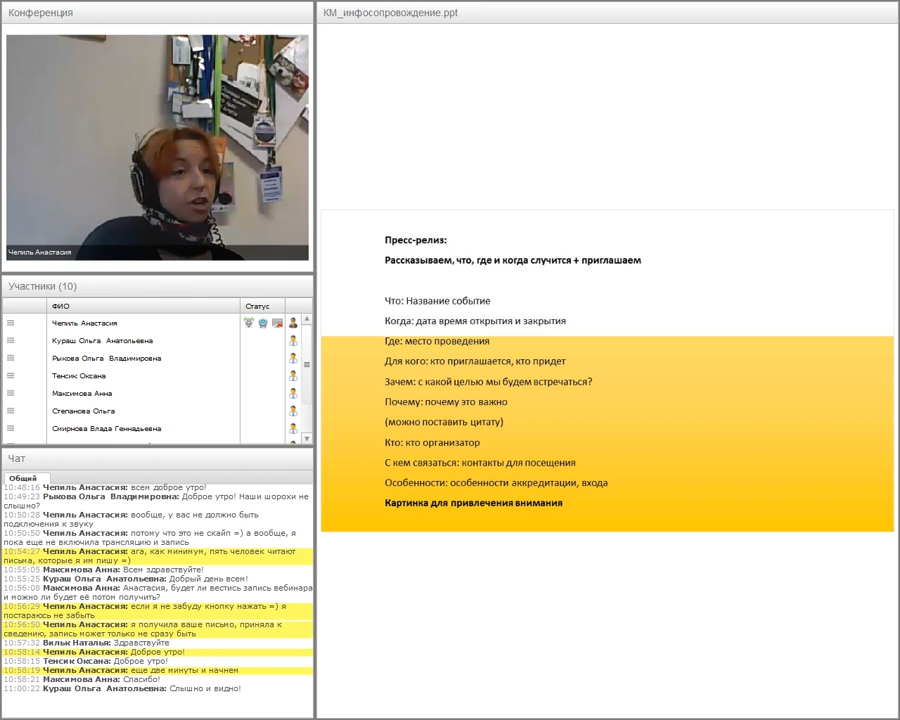 Конференция
Чепиль Анастасия
Участники (10)
ФИО Статус
Чепиль Анастасия
Кураш Ольга Анатольевна
Рыкова Ольга Владимировна
Тенсик Оксана
Максимова Анна
Степанова Ольга
Смирнова Влада Геннадьевна
Чат
Общий
10:48:16 Чепиль Анастасия: всем доброе утро!
10:49:23 Рыкова Ольга Владимировна: Доброе утро! Наши шорохи не
слышно?
10:50:28 Чепиль Анастасия: вообще, у вас не должно быть
подключения к звуку
10:50:50 Чепиль Анастасия: потому что это не скайп =) а вообще, я
пока еще не включила трансляцию и запись
10:54:27 Чепиль Анастасия: ага, как минимум, пять человек читают
письма, которые я им пишу =)
10:55:05 Максимова Анна: Всем здравствуйте!
10:55:25 Кураш Ольга Анатольевна: Добрый день всем!
10:56:08 Максимова Анна: Анастасия, будет ли вестись запись вебинара
и можно ли будет её потом получить?
10:56:29 Чепиль Анастасия: если я не забуду кнопку нажать =) я
постараюсь не забыть
10:56:50 Чепиль Анастасия: я получила ваше письмо, приняла к
сведению, запись может только не сразу быть
10:57:32 Вильк Наталья: Здравствуйте
10:58:14 Чепиль Анастасия: Доброе утро!
10:58:15 Тенсик Оксана: Доброе утро!
10:58:19 Чепиль Анастасия: еще две минуты и начнем
10:58:21 Максимова Анна: Спасибо!
11:00:22 Кураш Ольга Анатольевна: Слышно и видно!
КМ_инфосопровождение.ppt
Пресс-релиз:
Рассказываем, что, где и когда случится + приглашаем
Что: Название событие
Когда: дата время открытия и закрытия
Где: место проведения
Для кого: кто приглашается, кто придет
Зачем: с какой целью мы будем встречаться?
Почему: почему это важно
(можно поставить цитату)
Кто: кто организатор
С кем связаться: контакты для посещения
Особенности: особенности аккредитации, входа
Картинка для привлечения внимания